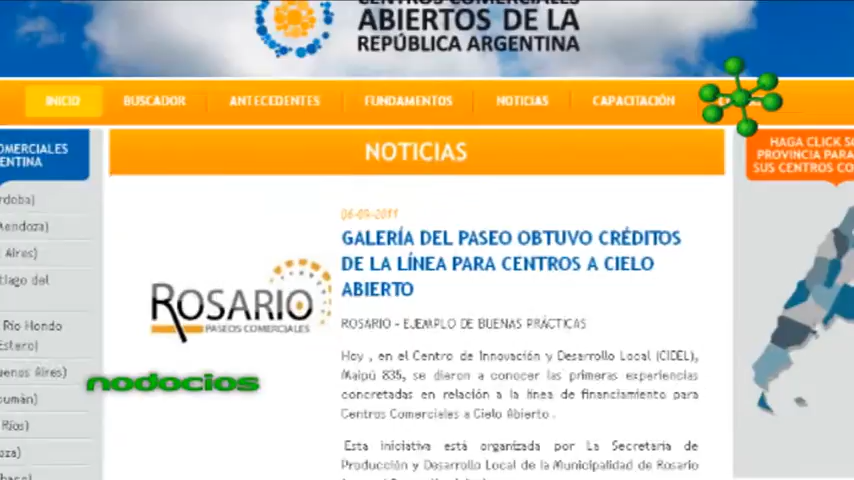 CENTROS COMERCIALES
ABIERTOS DE LA
REPÚBLICA ARGENTINA
INICIO
BUSCADOR
ANTECEDENTES
FUNDAMENTOS
NOTICIAS
CAPACITACIÓN
OMERCIALES
ENTINA
rdoba)
Mendoza)
Aires)
tiago del
Río Hondo
Estero)
uenos Aires)
umán)
Ríos)
oza)
NOTICIAS
HAGA CLICK SO
PROVINCIA PARA
SUS CENTROS CO
06-09-2011
GALERÍA DEL PASEO OBTUVO CRÉDITOS
DE LA LÍNEA PARA CENTROS A CIELO
ABIERTO
ROSARIO
PASEOS COMERCIALES
ROSARIO - EJEMPLO DE BUENAS PRÁCTICAS
Hoy , en el Centro de Innovación y Desarrollo Local (CIDEL),
Maipú 835, se dieron a conocer las primeras experiencias
concretadas en relación a la línea de financiamiento para
Centros Comerciales a Cielo Abierto .
Esta iniciativa está organizada por La Secretaría de
Producción y Desarrollo Local de la Municipalidad de Rosario
nodocios